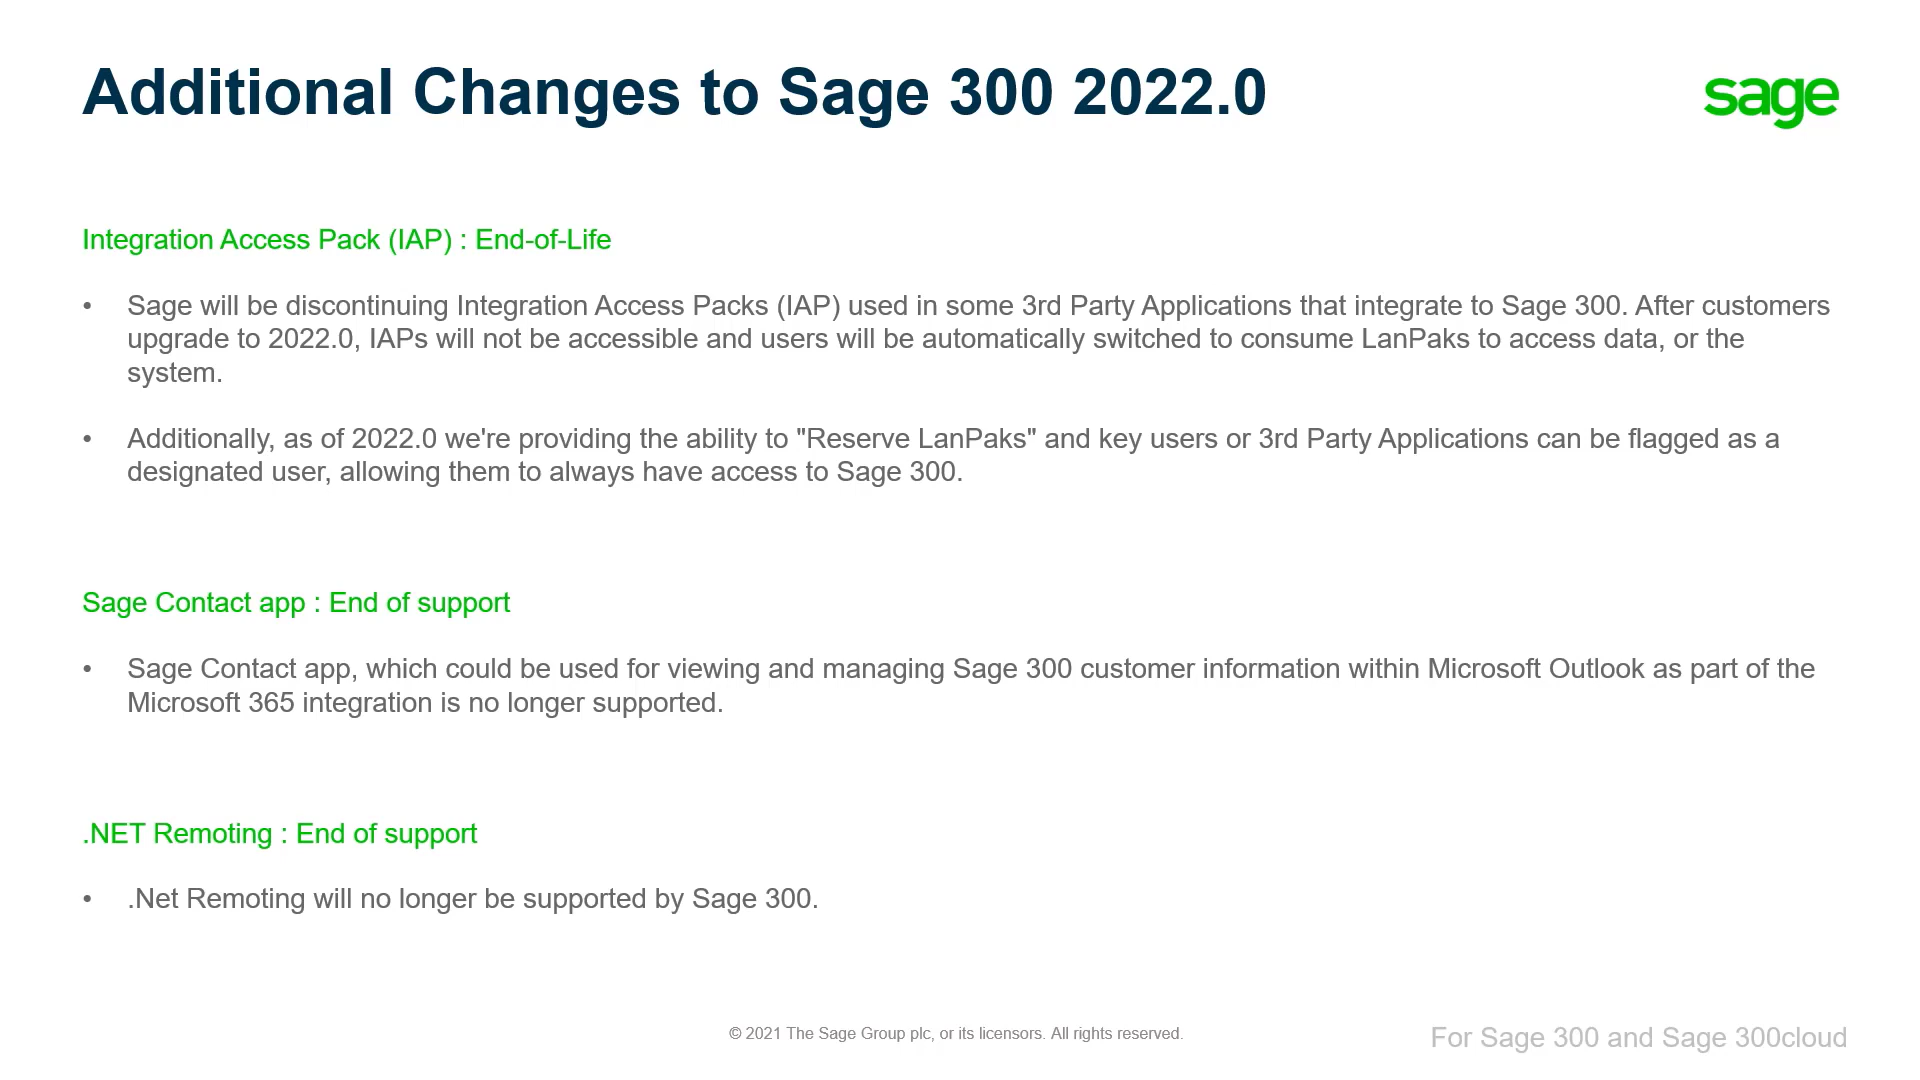 Additional Changes to Sage 300 2022.0
sage
Integration Access Pack (IAP) : End-of-Life
• Sage will be discontinuing Integration Access Packs (IAP) used in some 3rd Party Applications that integrate to Sage 300. After customers
upgrade to 2022.0, IAPs will not be accessible and users will be automatically switched to consume LanPaks to access data, or the
system.
• Additionally, as of 2022.0 we're providing the ability to "Reserve LanPaks" and key users or 3rd Party Applications can be flagged as a
designated user, allowing them to always have access to Sage 300.
Sage Contact app : End of support
• Sage Contact app, which could be used for viewing and managing Sage 300 customer information within Microsoft Outlook as part of the
Microsoft 365 integration is no longer supported.
.NET Remoting : End of support
• .Net Remoting will no longer be supported by Sage 300.
© 2021 The Sage Group plc, or its licensors. All rights reserved.
For Sage 300 and Sage 300cloud